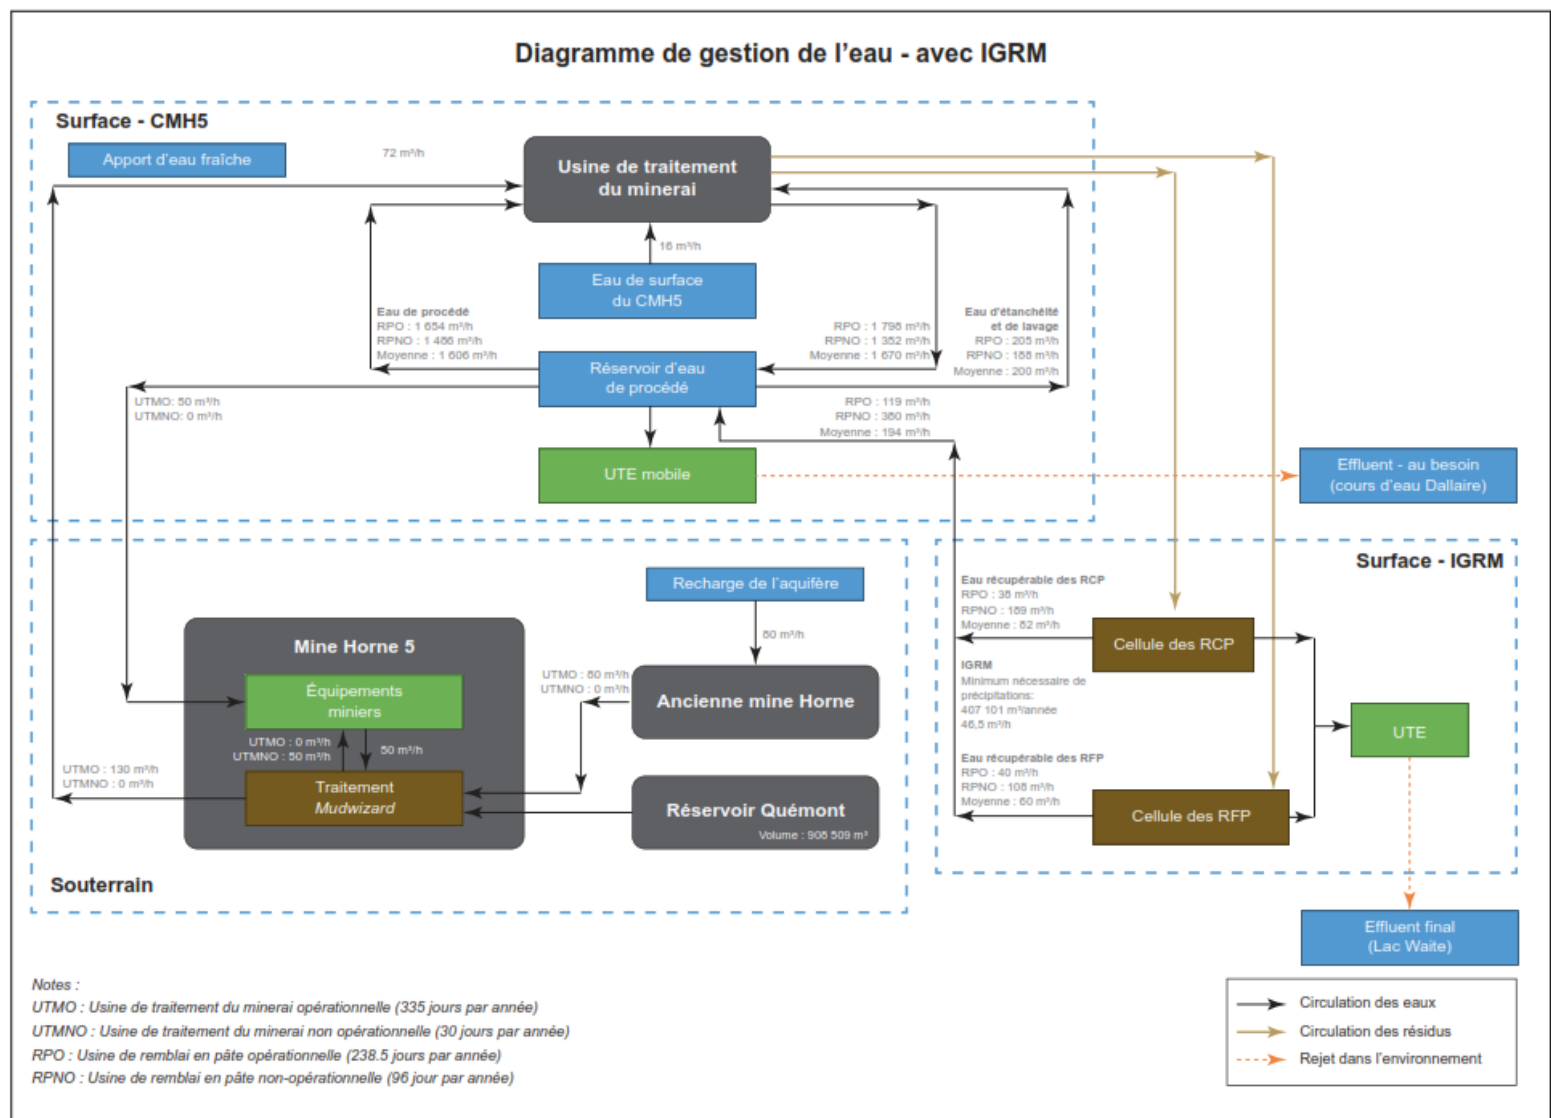 Diagramme de gestion de l'eau - avec IGRM
Surface - CMH5
Apport d'eau fraîche
72 m³/h
Usine de traitement
du minerai
16 m³/h
Eau de surface
du CMH5
Eau de procédé
RPO : 1 654 m³/h
RPNO : 1 486 m³/h
Moyenne : 1 606 m³/h
RPO : 1 798 m³/h
RPNO : 1 352 m³/h
Moyenne : 1 670 m³/h
Eau d'étanchéité
et de lavage
RPO : 205 m³/h
RPNO : 188 m³/h
Moyenne : 200 m³/h
Réservoir d'eau
de procédé
UTMO: 50 m³/h
UTMNO: 0 m³/h
RPO : 119 m³/h
RPNO : 380 m³/h
Moyenne : 194 m³/h
UTE mobile
Effluent - au besoin
(cours d'eau Dallaire)
Surface - IGRM
Recharge de l'aquifère
80 m³/h
Mine Horne 5
Équipements
miniers
UTMO : 80 m³/h
UTMNO : 0 m³/h
Ancienne mine Horne
UTMO : 0 m³/h
UTMNO : 50 m³/h
50 m³/h
UTMO : 130 m³/h
UTMNO : 0 m³/h
Traitement
Mudwizard
Réservoir Quémont
Volume : 908 509 m³
Souterrain
Eau récupérable des RCP
RPO : 38 m³/h
RPNO : 189 m³/h
Moyenne : 82 m³/h
Cellule des RCP
IGRM
Minimum nécessaire de
précipitations:
407 101 m³/année
46,5 m³/h
UTE
Eau récupérable des RFP
RPO : 40 m³/h
RPNO : 108 m³/h
Moyenne : 60 m³/h
Cellule des RFP
Effluent final
(Lac Waite)
Notes :
UTMO : Usine de traitement du minerai opérationnelle (335 jours par année)
UTMNO : Usine de traitement du minerai non opérationnelle (30 jours par année)
RPO : Usine de remblai en pâte opérationnelle (238.5 jours par année)
RPNO : Usine de remblai en pâte non-opérationnelle (96 jour par année)
Circulation des eaux
Circulation des résidus
Rejet dans l'environnement